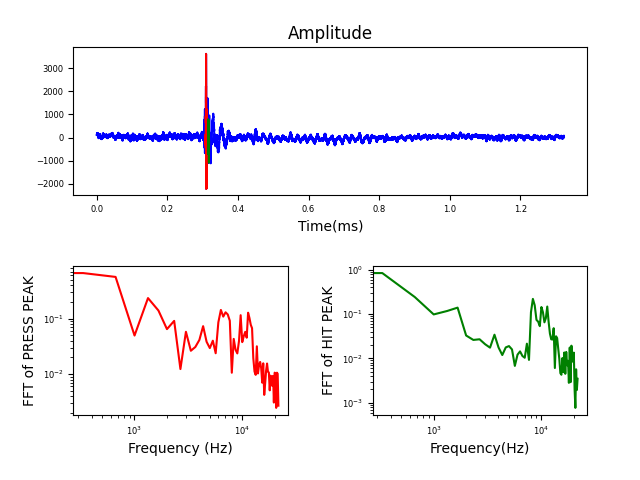 Amplitude
3000
2000
1000
0
−1000
−2000
0.0 0.2 0.4 0.6 0.8 1.0 1.2
Time(ms)
FFT of PRESS PEAK
10⁻¹
10⁻²
10³ 10⁴
Frequency (Hz)
FFT of HIT PEAK
10⁰
10⁻¹
10⁻²
10⁻³
10³ 10⁴
Frequency(Hz)